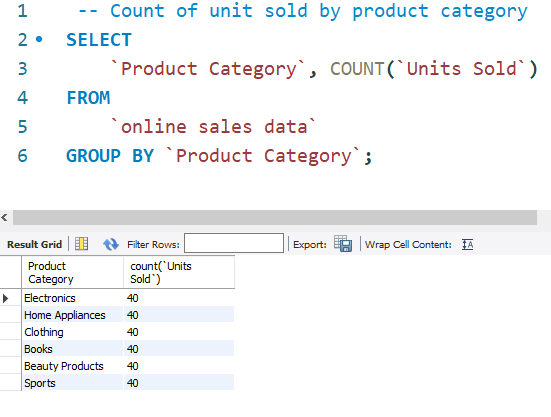 1 -- Count of unit sold by product category
2 SELECT
3 `Product Category`, COUNT(`Units Sold`)
4 FROM
5 `online sales data`
6 GROUP BY `Product Category`;
Result Grid Filter Rows: Export: Wrap Cell Content: IA
Product Category count(`Units Sold`)
Electronics 40
Home Appliances 40
Clothing 40
Books 40
Beauty Products 40
Sports 40